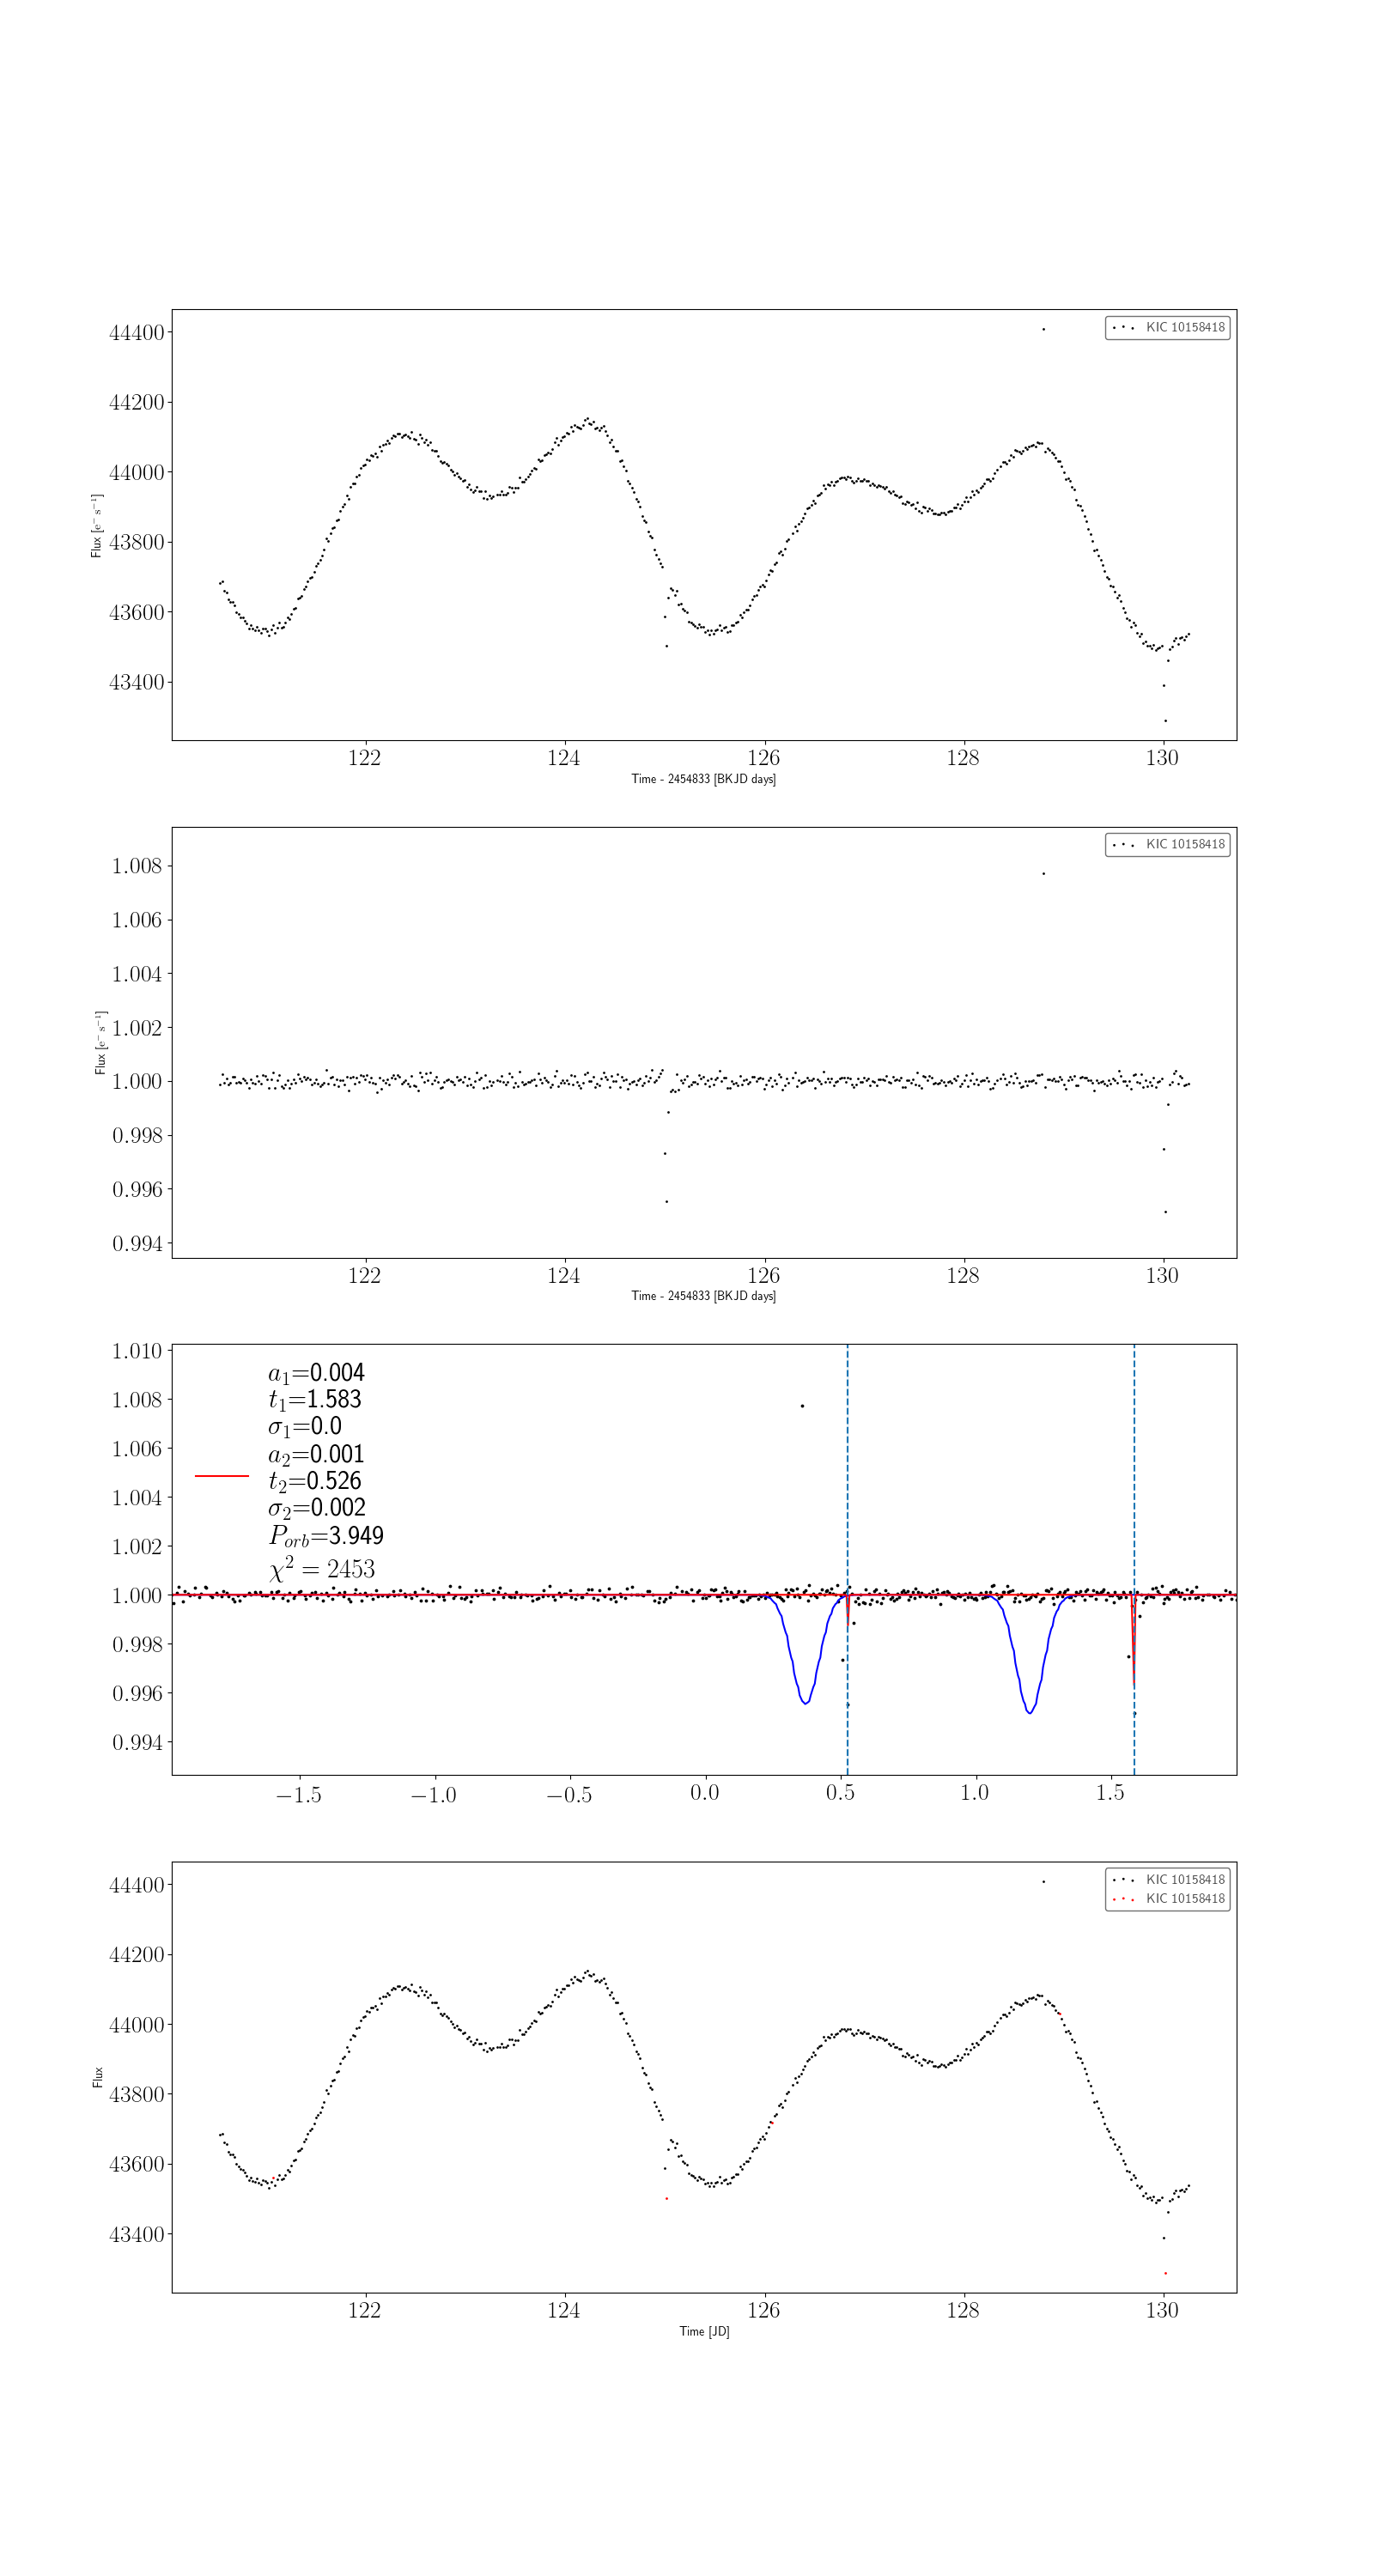 44400
44200
44000
43800
43600
43400
Flux [e⁻ s⁻¹]
KIC 10158418
122
124
126
128
130
Time - 2454833 [BKJD days]
1.008
1.006
1.004
1.002
1.000
0.998
0.996
0.994
Flux [e⁻ s⁻¹]
KIC 10158418
122
124
126
128
130
Time - 2454833 [BKJD days]
1.010
1.008
1.006
1.004
1.002
1.000
0.998
0.996
0.994
a₁=0.004
t₁=1.583
σ₁=0.0
a₂=0.001
t₂=0.526
σ₂=0.002
P_orb=3.949
χ² = 2453
−1.5
−1.0
−0.5
0.0
0.5
1.0
1.5
44400
44200
44000
43800
43600
43400
Flux
KIC 10158418
KIC 10158418
122
124
126
128
130
Time [JD]